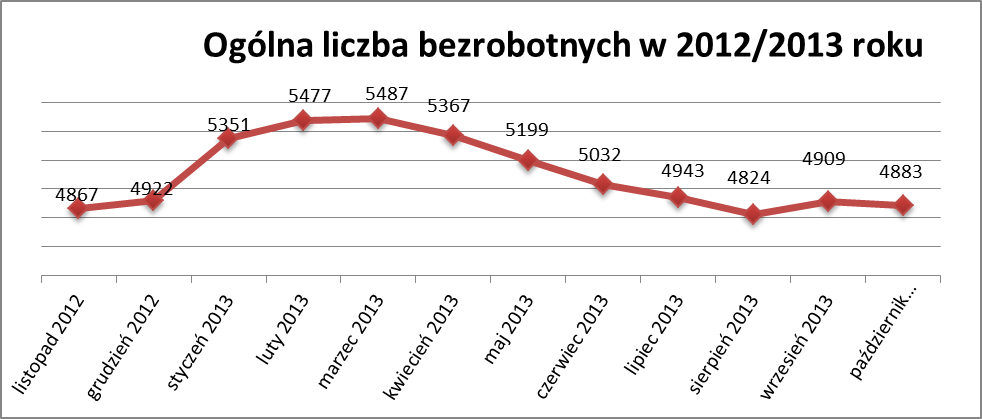 Ogólna liczba bezrobotnych w 2012/2013 roku
4867
4922
5351
5477
5487
5367
5199
5032
4943
4824
4909
4883
listopad 2012
grudzień 2012
styczeń 2013
luty 2013
marzec 2013
kwiecień 2013
maj 2013
czerwiec 2013
lipiec 2013
sierpień 2013
wrzesień 2013
październik...